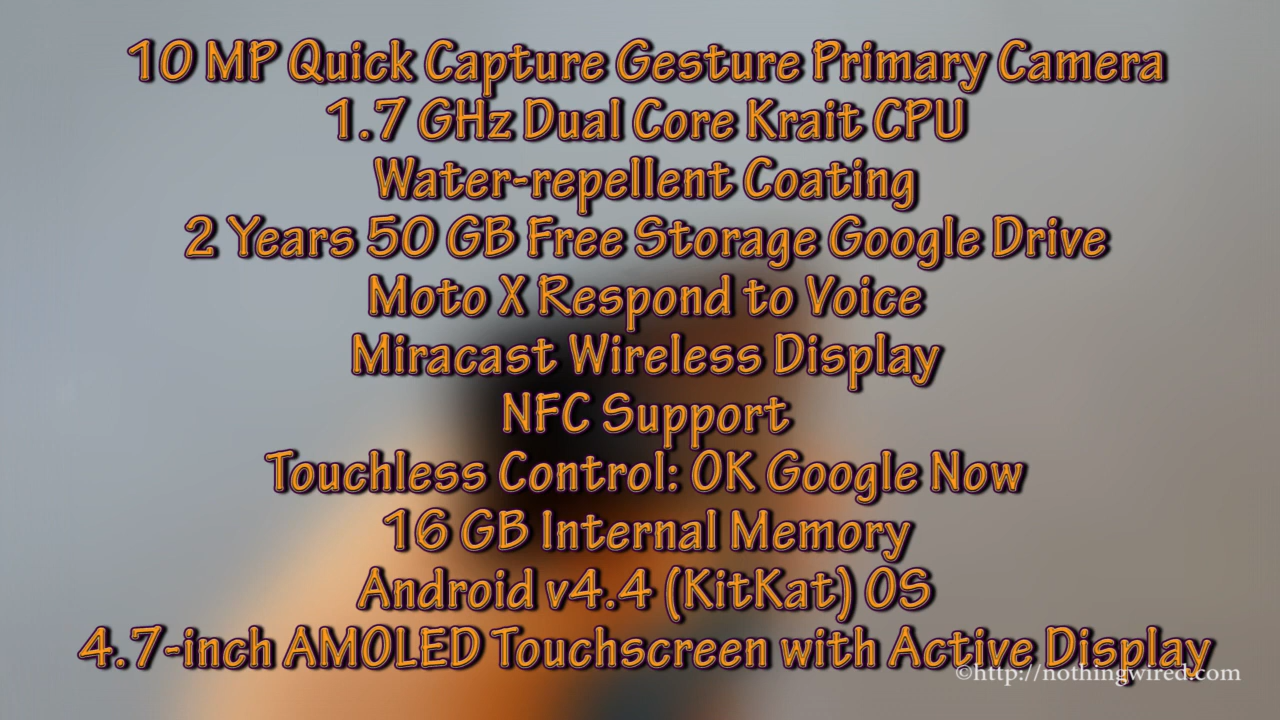 10 MP Quick Capture Gesture Primary Camera
1.7 GHz Dual Core Krait CPU
Water-repellent Coating
2 Years 50 GB Free Storage Google Drive
Moto X Respond to Voice
Miracast Wireless Display
NFC Support
Touchless Control: OK Google Now
16 GB Internal Memory
Android v4.4 (KitKat) OS
4.7-inch AMOLED Touchscreen with Active Display
©http://nothingwired.com